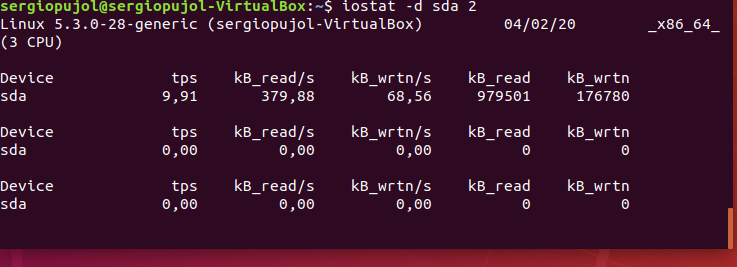 sergiopujol@sergiopujol-VirtualBox:~$ iostat -d sda 2
Linux 5.3.0-28-generic (sergiopujol-VirtualBox) 04/02/20 _x86_64_
(3 CPU)
Device tps kB_read/s kB_wrtn/s kB_read kB_wrtn
sda 9,91 379,88 68,56 979501 176780
Device tps kB_read/s kB_wrtn/s kB_read kB_wrtn
sda 0,00 0,00 0,00 0 0
Device tps kB_read/s kB_wrtn/s kB_read kB_wrtn
sda 0,00 0,00 0,00 0 0